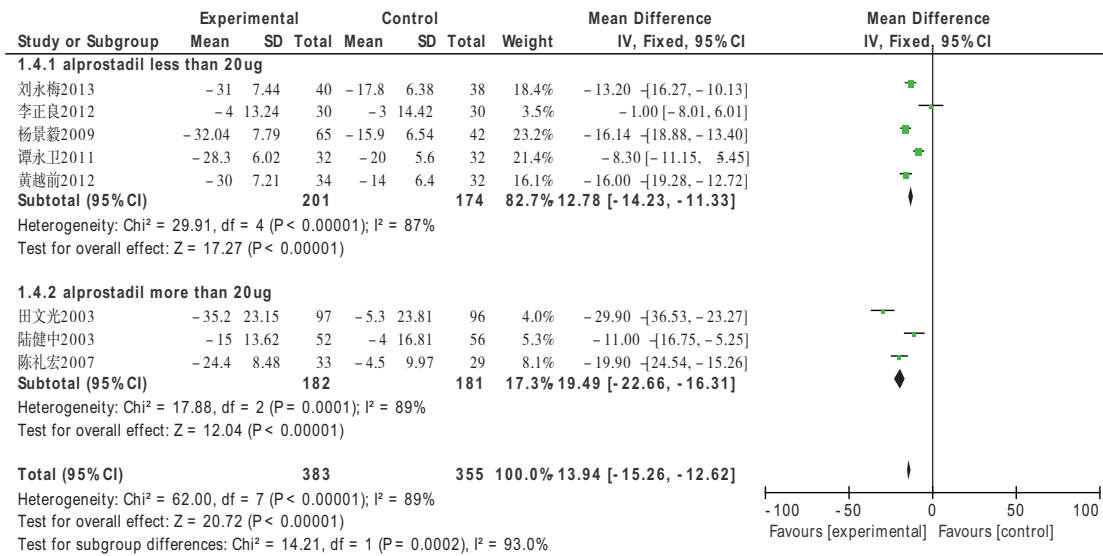 Experimental Control Mean Difference Mean Difference
Study or Subgroup Mean SD Total Mean SD Total Weight IV, Fixed, 95% CI IV, Fixed, 95% CI
1.4.1 alprostadil less than 20ug
刘永梅2013 −31 7.44 40 −17.8 6.38 38 18.4% −13.20 −[16.27, −10.13]
李正良2012 −4 13.24 30 −3 14.42 30 3.5% −1.00 [−8.01, 6.01]
杨景毅2009 −32.04 7.79 65 −15.9 6.54 42 23.2% −16.14 −[18.88, −13.40]
谭永卫2011 −28.3 6.02 32 −20 5.6 32 21.4% −8.30 [−11.15, 5.45]
黄越前2012 −30 7.21 34 −14 6.4 32 16.1% −16.00 −[19.28, −12.72]
Subtotal (95% CI) 201 174 82.7% -12.78 [-14.23, -11.33]
Heterogeneity: Chi² = 29.91, df = 4 (P < 0.00001); I² = 87%
Test for overall effect: Z = 17.27 (P < 0.00001)
1.4.2 alprostadil more than 20ug
田文光2003 −35.2 23.15 97 −5.3 23.81 96 4.0% −29.90 −[36.53, −23.27]
陆健中2003 −15 13.62 52 −4 16.81 56 5.3% −11.00 −[16.75, −5.25]
陈礼宏2007 −24.4 8.48 33 −4.5 9.97 29 8.1% −19.90 −[24.54, −15.26]
Subtotal (95% CI) 182 181 17.3% -19.49 [-22.66, -16.31]
Heterogeneity: Chi² = 17.88, df = 2 (P = 0.0001); I² = 89%
Test for overall effect: Z = 12.04 (P < 0.00001)
Total (95% CI) 383 355 100.0% -13.94 [-15.26, -12.62]
Heterogeneity: Chi² = 62.00, df = 7 (P < 0.00001); I² = 89%
Test for overall effect: Z = 20.72 (P < 0.00001)
Test for subgroup differences: Chi² = 14.21, df = 1 (P = 0.0002), I² = 93.0%
-100 -50 0 50 100
Favours [experimental] Favours [control]